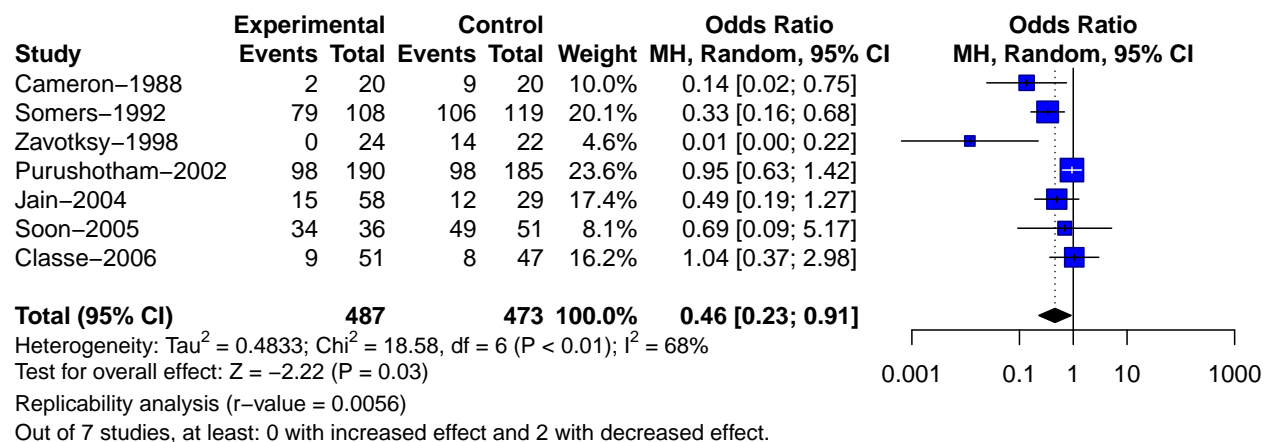 Experimental Control Odds Ratio Odds Ratio
Study Events Total Events Total Weight MH, Random, 95% CI MH, Random, 95% CI
Cameron−1988 2 20 9 20 10.0% 0.14 [0.02; 0.75]
Somers−1992 79 108 106 119 20.1% 0.33 [0.16; 0.68]
Zavotksy−1998 0 24 14 22 4.6% 0.01 [0.00; 0.22]
Purushotham−2002 98 190 98 185 23.6% 0.95 [0.63; 1.42]
Jain−2004 15 58 12 29 17.4% 0.49 [0.19; 1.27]
Soon−2005 34 36 49 51 8.1% 0.69 [0.09; 5.17]
Classe−2006 9 51 8 47 16.2% 1.04 [0.37; 2.98]
Total (95% CI) 487 473 100.0% 0.46 [0.23; 0.91]
Heterogeneity: Tau² = 0.4833; Chi² = 18.58, df = 6 (P < 0.01); I² = 68%
Test for overall effect: Z = −2.22 (P = 0.03)
0.001 0.1 1 10 1000
Replicability analysis (r−value = 0.0056)
Out of 7 studies, at least: 0 with increased effect and 2 with decreased effect.